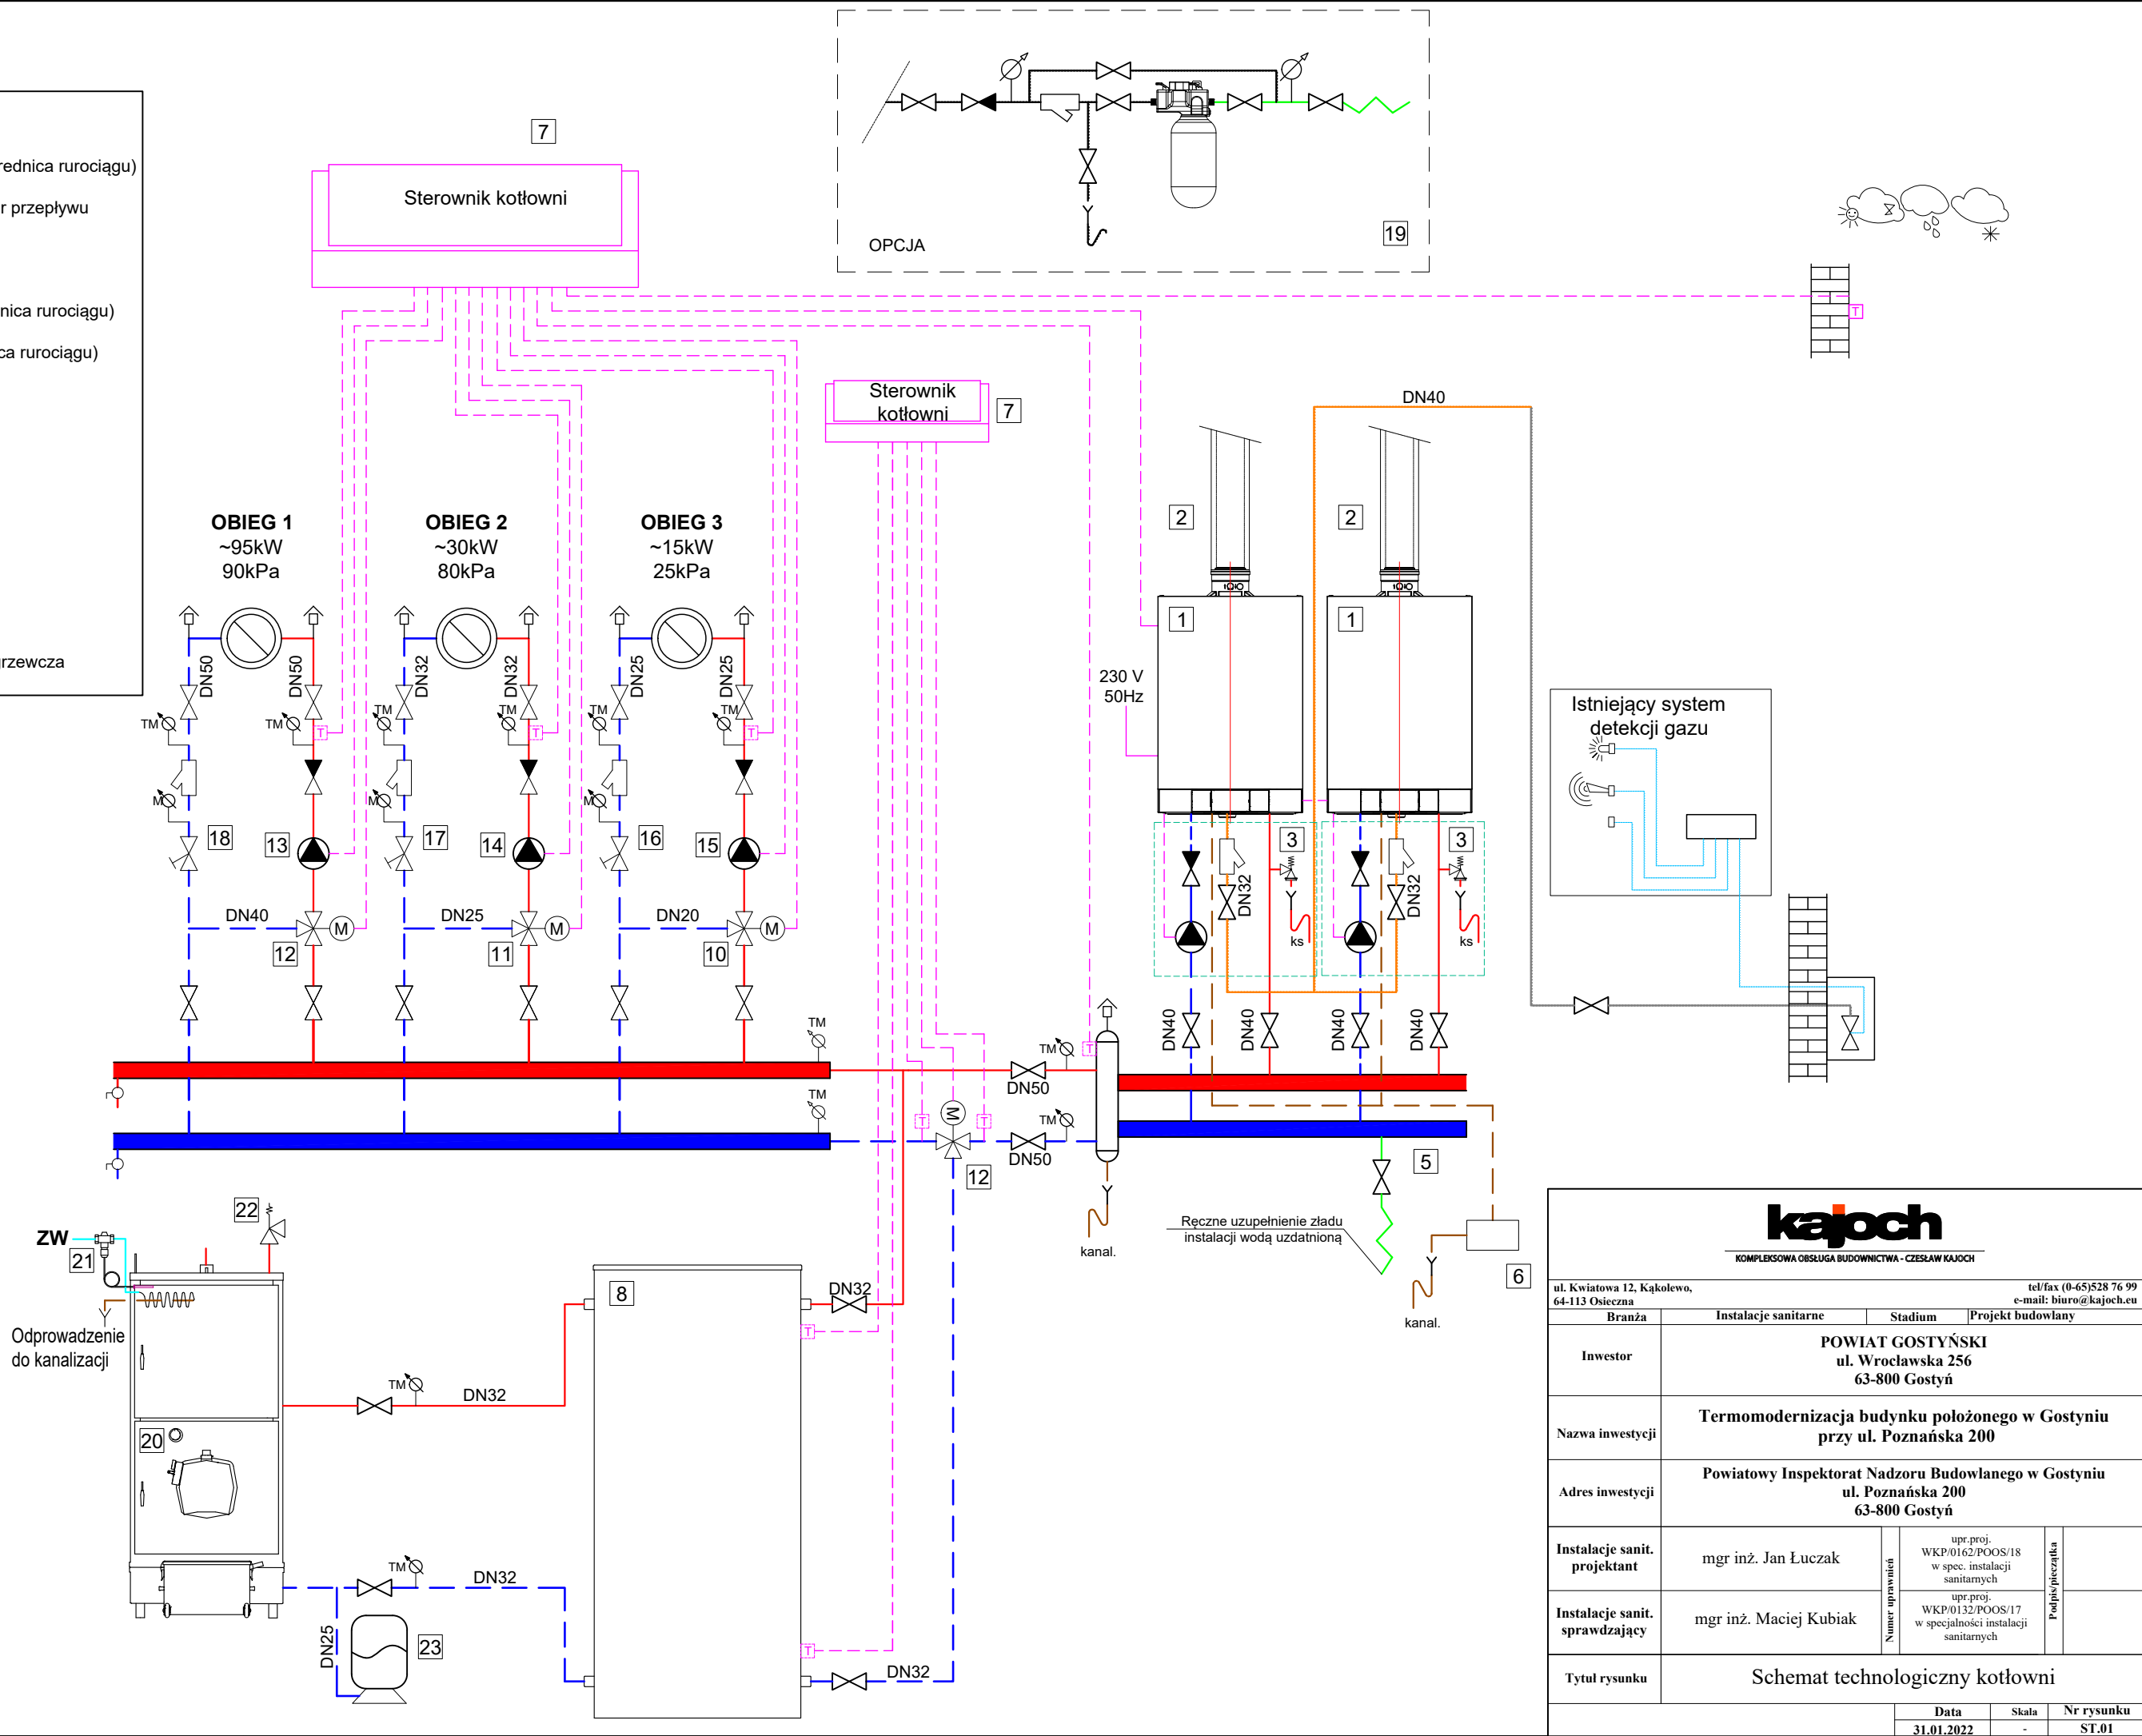 średnica rurociągu)
r przepływu
nica rurociągu)
ca rurociągu)
grzewcza
7
Sterownik kotłowni
OPCJA
19
T
Sterownik
kotłowni
7
DN40
OBIEG 1
~95kW
90kPa
OBIEG 2
~30kW
80kPa
OBIEG 3
~15kW
25kPa
2
2
1
1
230 V
50Hz
DN50
DN50
DN32
DN32
DN25
DN25
TM
TM
TM
TM
TM
TM
T
T
T
M
M
M
18
13
17
14
16
15
3
3
DN32
DN32
ks
ks
DN40
DN25
DN20
M
M
M
12
11
10
Istniejący system
detekcji gazu
DN40
DN40
DN40
DN40
TM
TM
TM
T
DN50
TM
T
M
T
DN50
12
5
6
kanal.
Ręczne uzupełnienie zładu
instalacji wodą uzdatnioną
kanal.
22
ZW
21
Odprowadzenie
do kanalizacji
8
DN32
T
TM
DN32
20
TM
DN32
DN25
23
T
DN32
kajoch
KOMPLEKSOWA OBSŁUGA BUDOWNICTWA - CZESŁAW KAJOCH
ul. Kwiatowa 12, Kąkolewo,
64-113 Osieczna
tel/fax (0-65)528 76 99
e-mail: biuro@kajoch.eu
Branża Instalacje sanitarne Stadium Projekt budowlany
Inwestor
POWIAT GOSTYŃSKI
ul. Wrocławska 256
63-800 Gostyń
Nazwa inwestycji
Termomodernizacja budynku położonego w Gostyniu
przy ul. Poznańska 200
Adres inwestycji
Powiatowy Inspektorat Nadzoru Budowlanego w Gostyniu
ul. Poznańska 200
63-800 Gostyń
Instalacje sanit.
projektant
mgr inż. Jan Łuczak
Numer uprawnień
upr.proj.
WKP/0162/POOS/18
w spec. instalacji
sanitarnych
Podpis/pieczątka
Instalacje sanit.
sprawdzający
mgr inż. Maciej Kubiak
upr.proj.
WKP/0132/POOS/17
w specjalności instalacji
sanitarnych
Tytuł rysunku
Schemat technologiczny kotłowni
Data Skala Nr rysunku
31.01.2022 - ST.01